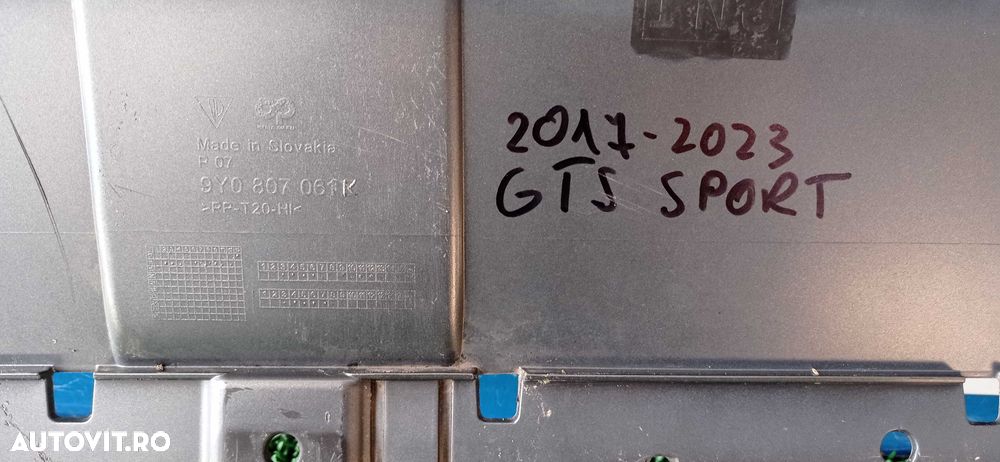 Made in Slovakia
P 07
9Y0 807 061K
>PP-T20-HI<
2017-2023
GTS SPORT
AUTOVIT.RO